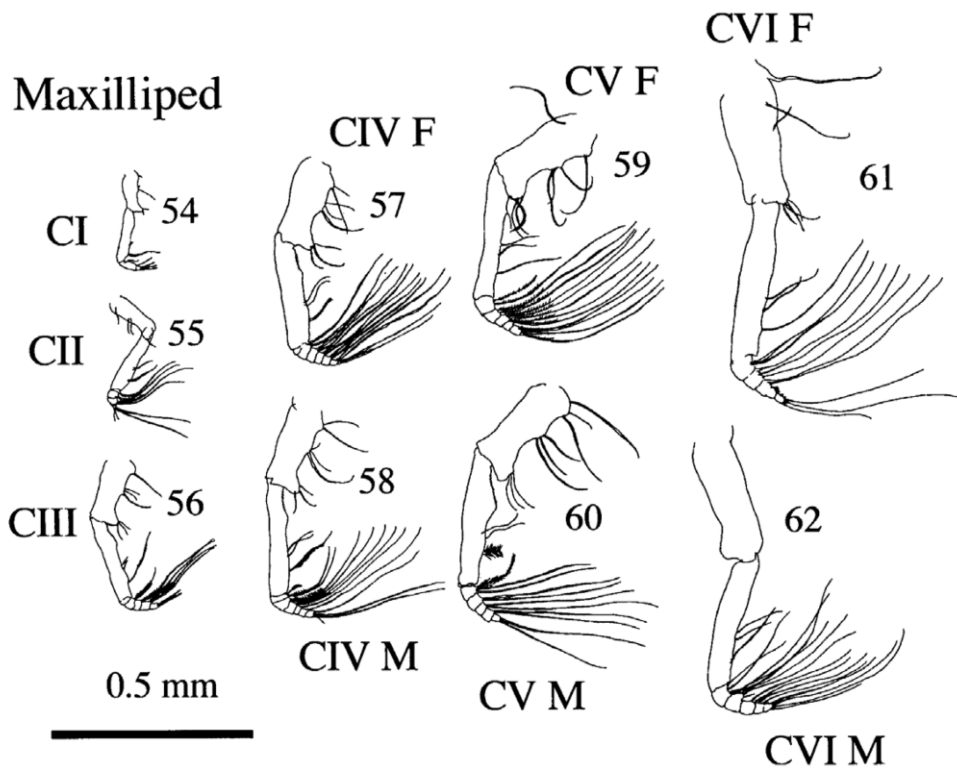 Maxilliped
CI
54
CII
55
CIII
56
0.5 mm
CIV F
57
58
CIV M
CV F
59
60
CV M
CVI F
61
62
CVI M